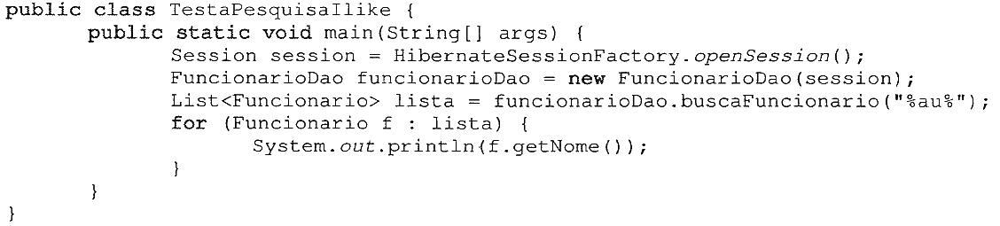 public class TestaPesquisaIlike {
public static void main(String[] args) {
Session session = HibernateSessionFactory.openSession();
FuncionarioDao funcionarioDao = new FuncionarioDao(session);
List<Funcionario> lista = funcionarioDao.buscaFuncionario("%au%");
for (Funcionario f : lista) {
System.out.println(f.getNome());
}
}
}